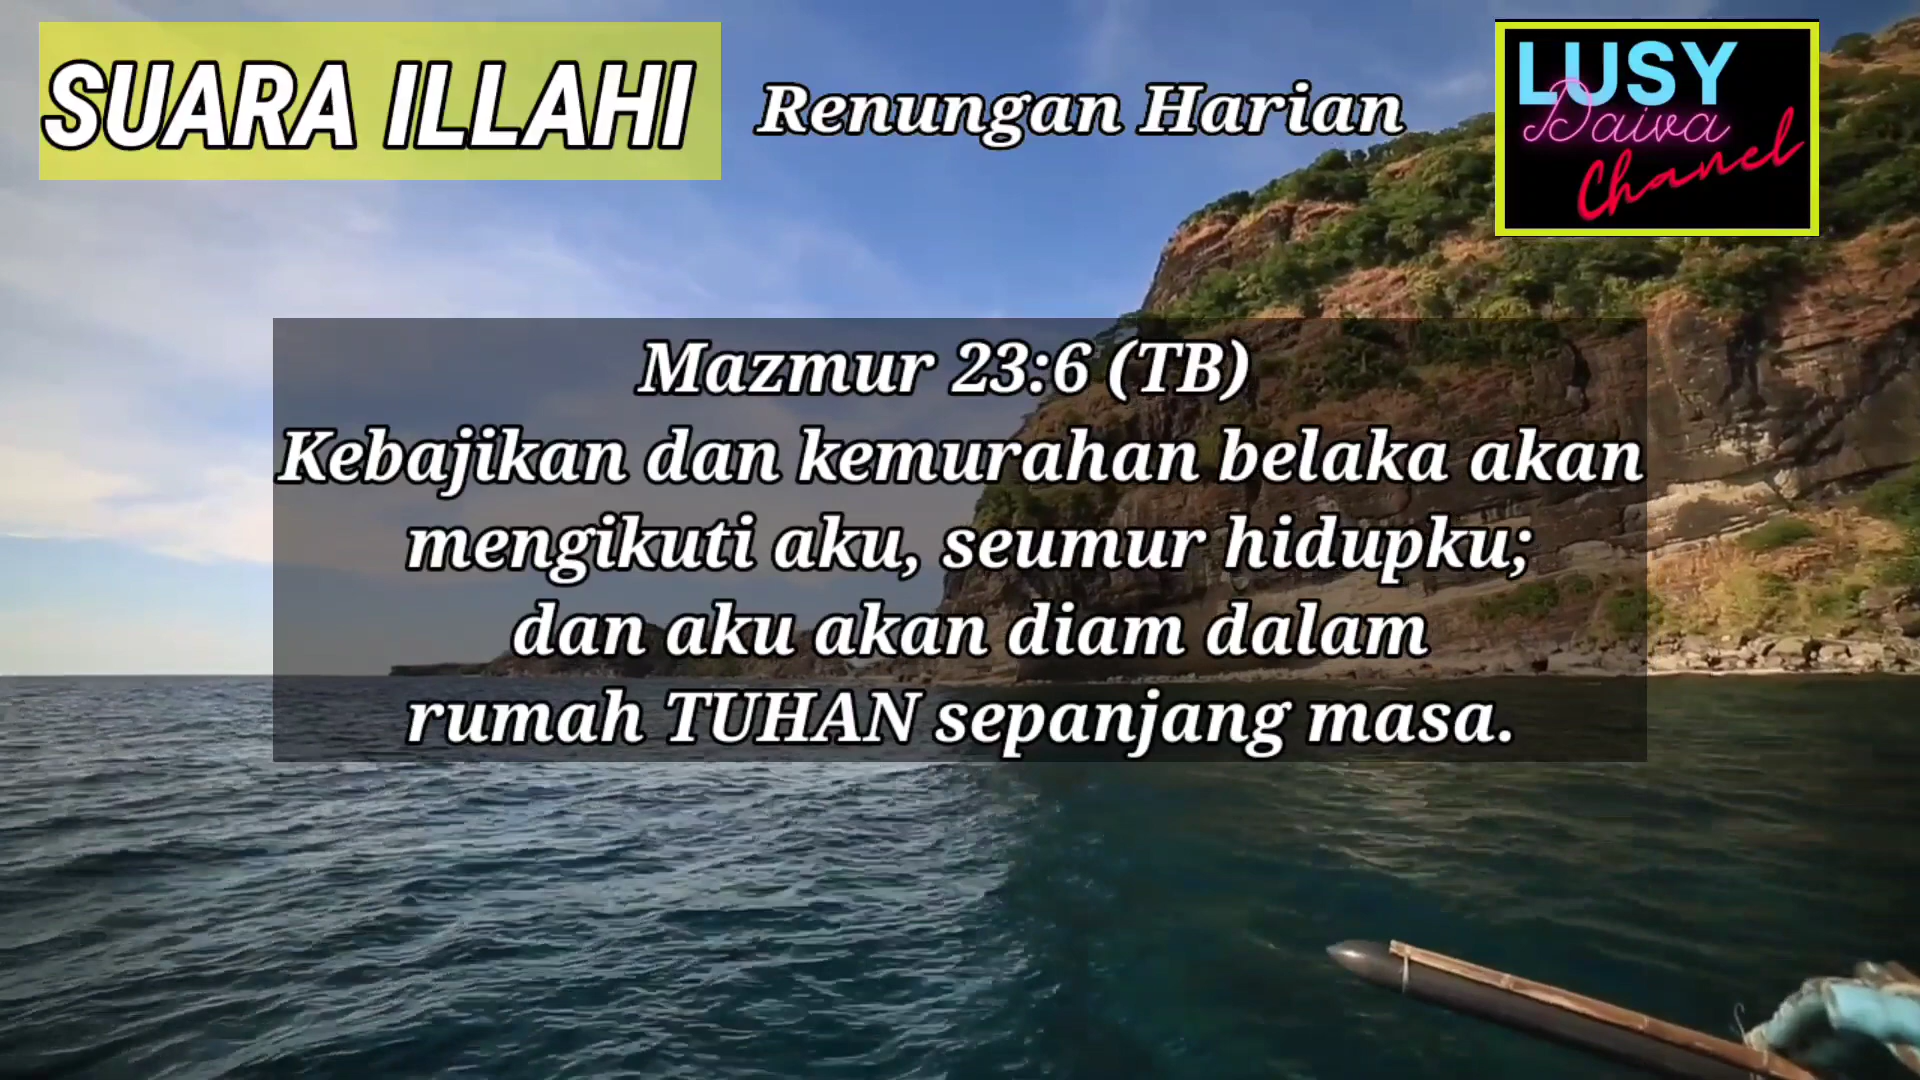 SUARA ILLAHI
Renungan Harian
LUSY
Daiva
Chanel
Mazmur 23:6 (TB)
Kebajikan dan kemurahan belaka akan
mengikuti aku, seumur hidupku;
dan aku akan diam dalam
rumah TUHAN sepanjang masa.